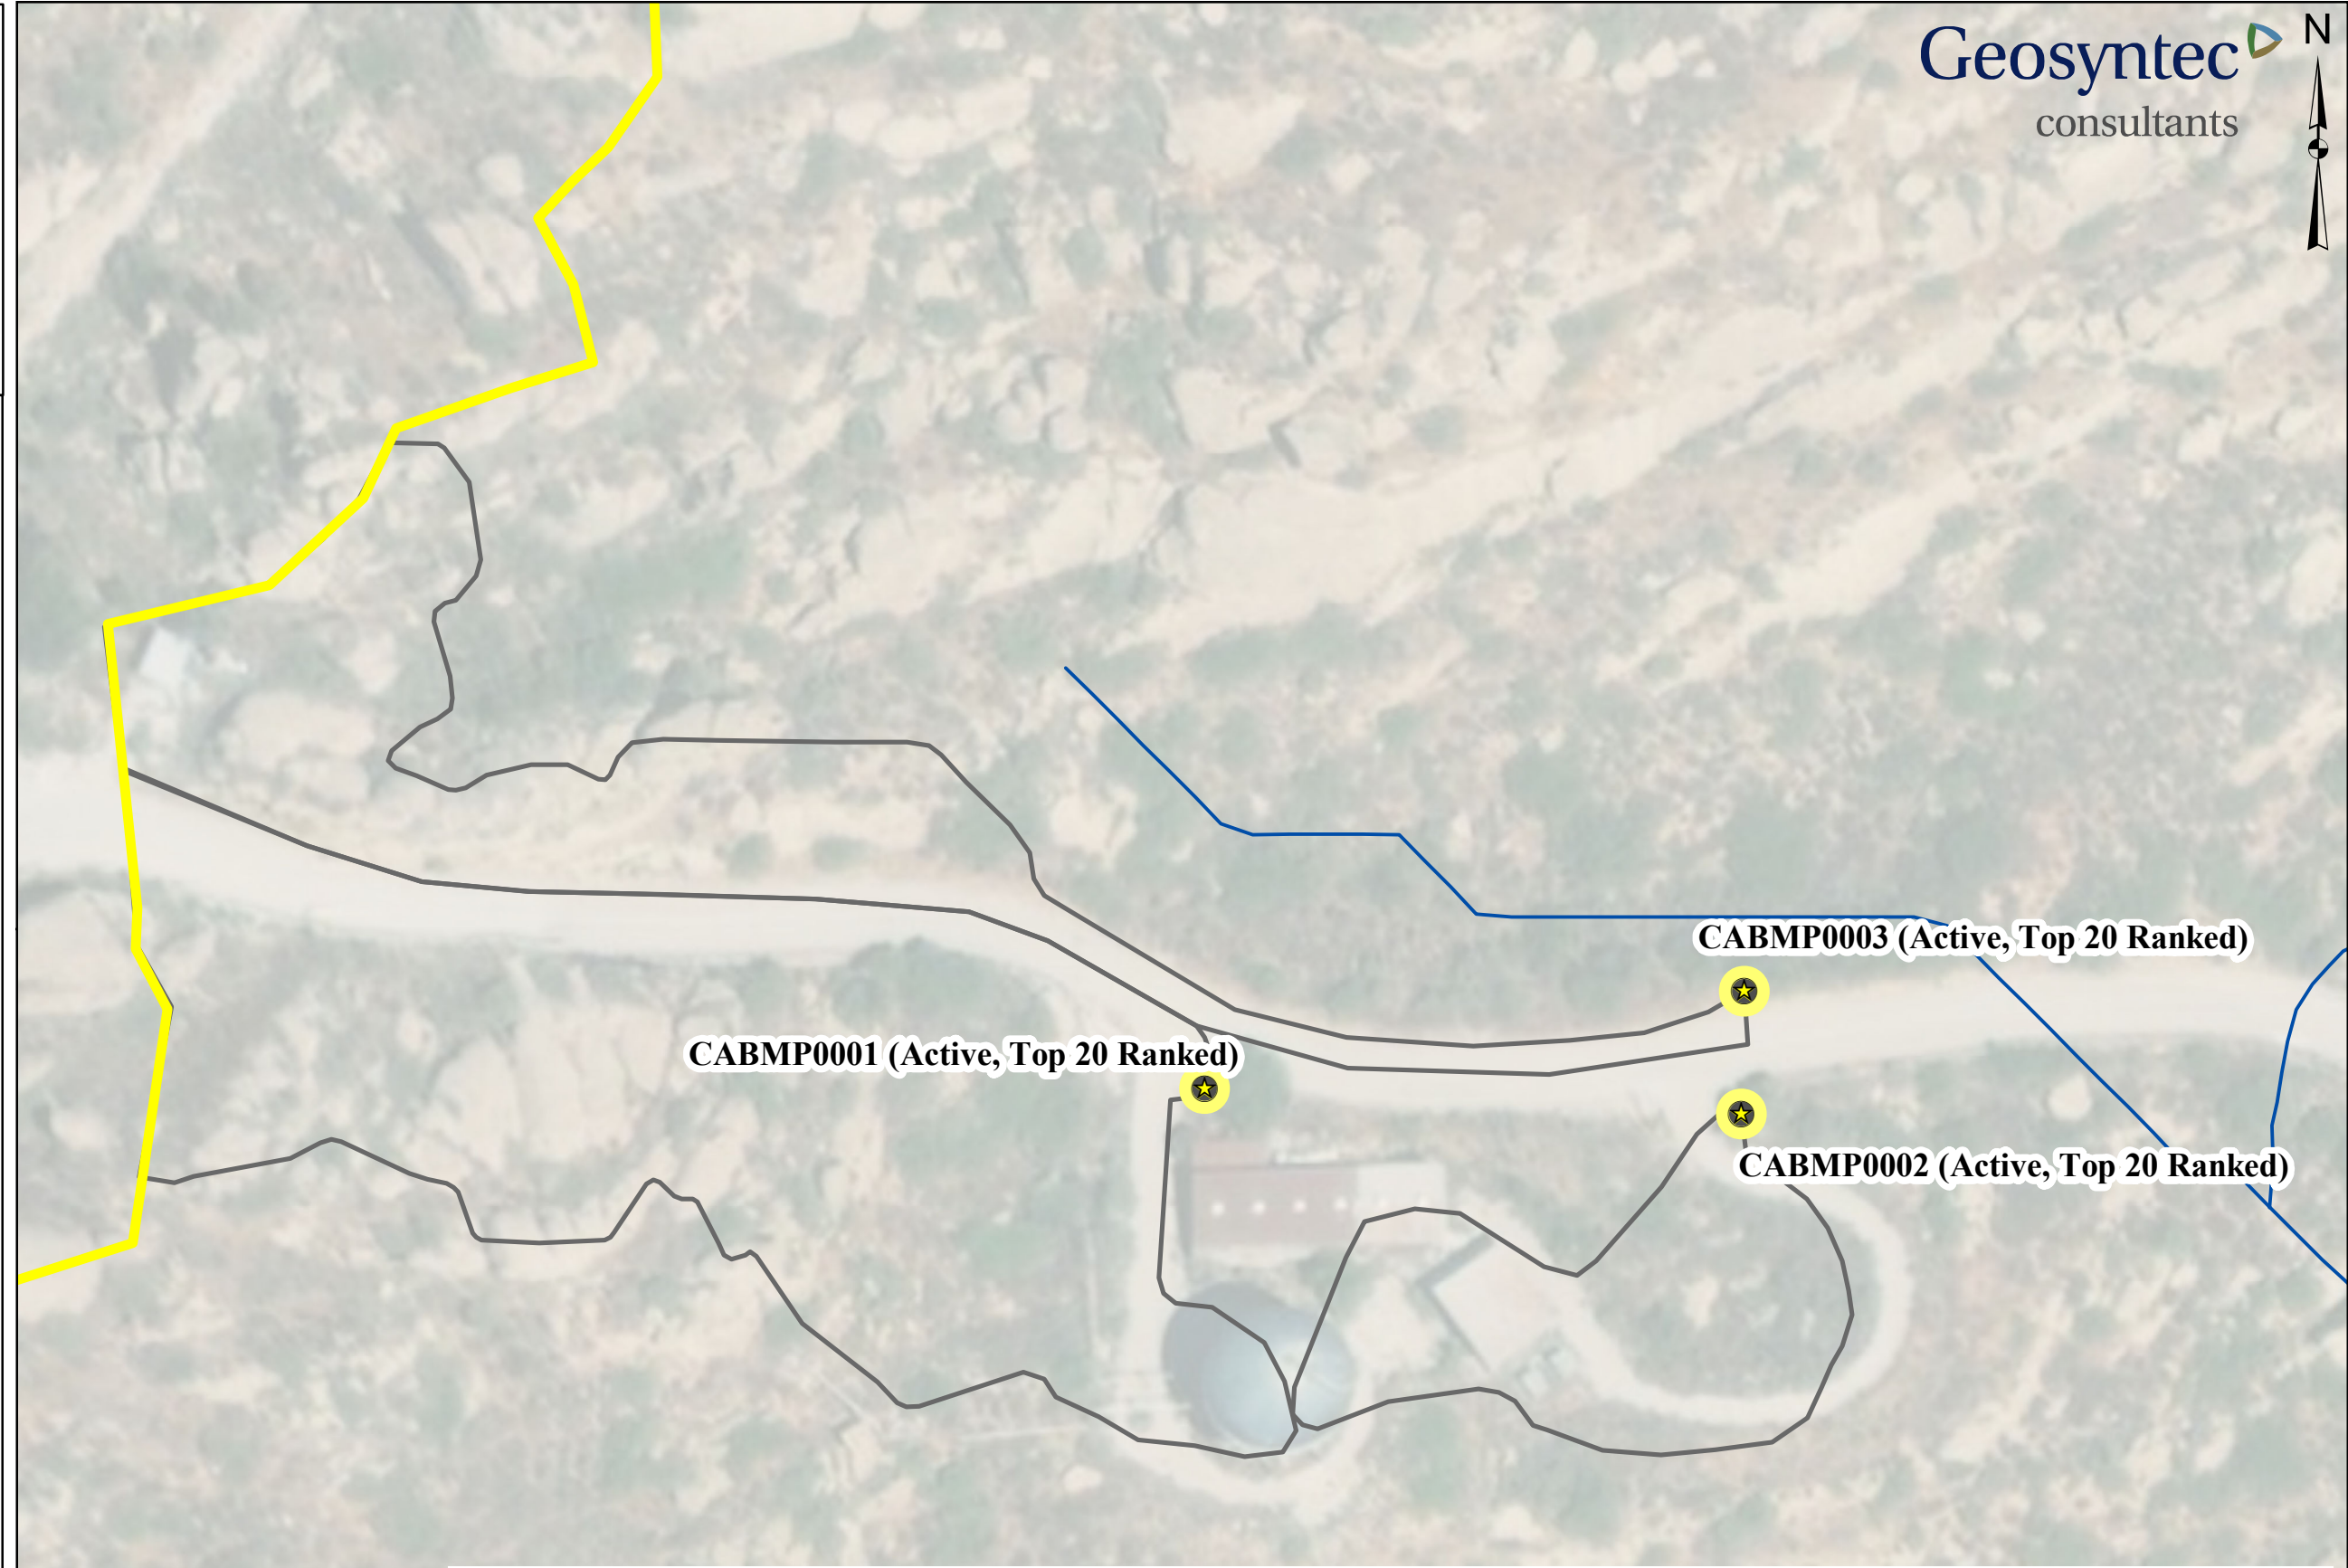 Geosyntec
consultants
N
CABMP0003 (Active, Top 20 Ranked)
CABMP0001 (Active, Top 20 Ranked)
CABMP0002 (Active, Top 20 Ranked)